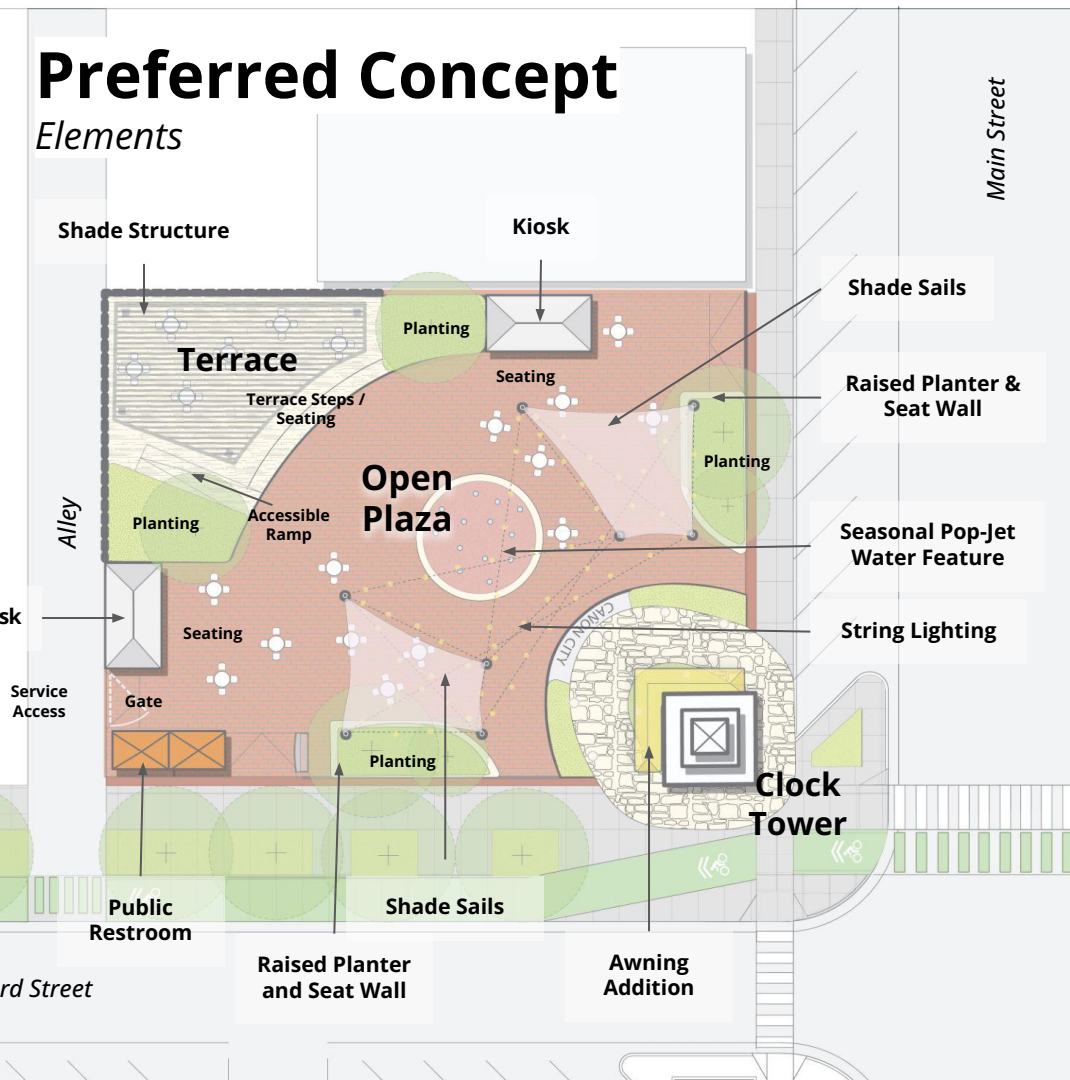 Preferred Concept
Elements
Main Street
Shade Structure
Kiosk
Shade Sails
Planting
Terrace
Seating
Raised Planter &
Seat Wall
Terrace Steps /
Seating
Planting
Open
Plaza
Alley
Planting
Accessible
Ramp
Seasonal Pop-Jet
Water Feature
CANON CITY
sk
Seating
String Lighting
Service
Access
Gate
Planting
Clock
Tower
Public
Restroom
Shade Sails
Raised Planter
and Seat Wall
Awning
Addition
rd Street